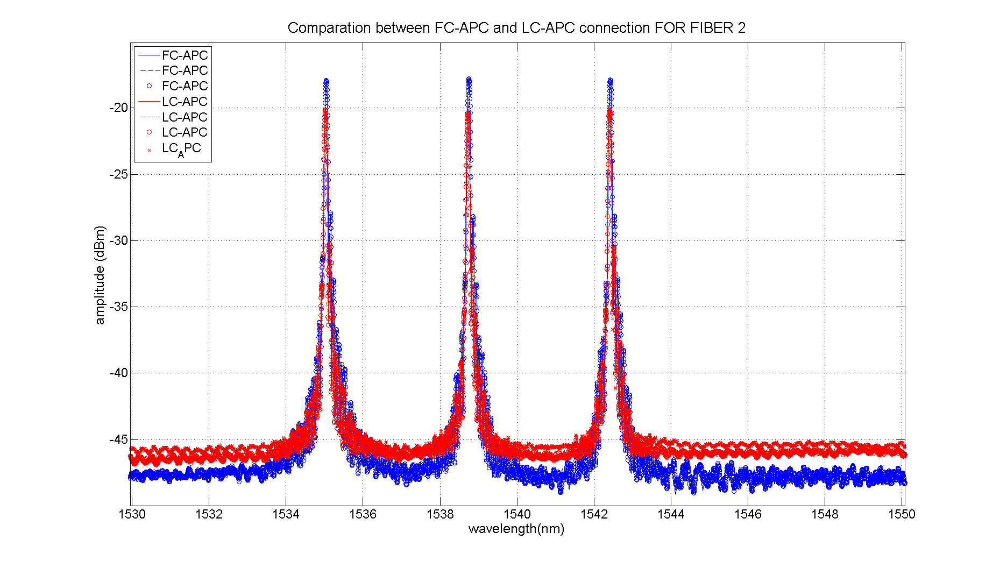 Comparation between FC-APC and LC-APC connection FOR FIBER 2
FC-APC
FC-APC
FC-APC
LC-APC
LC-APC
LC-APC
LC_APC
amplitude (dBm)
-20
-25
-30
-35
-40
-45
1530 1532 1534 1536 1538 1540 1542 1544 1546 1548 1550
wavelength(nm)